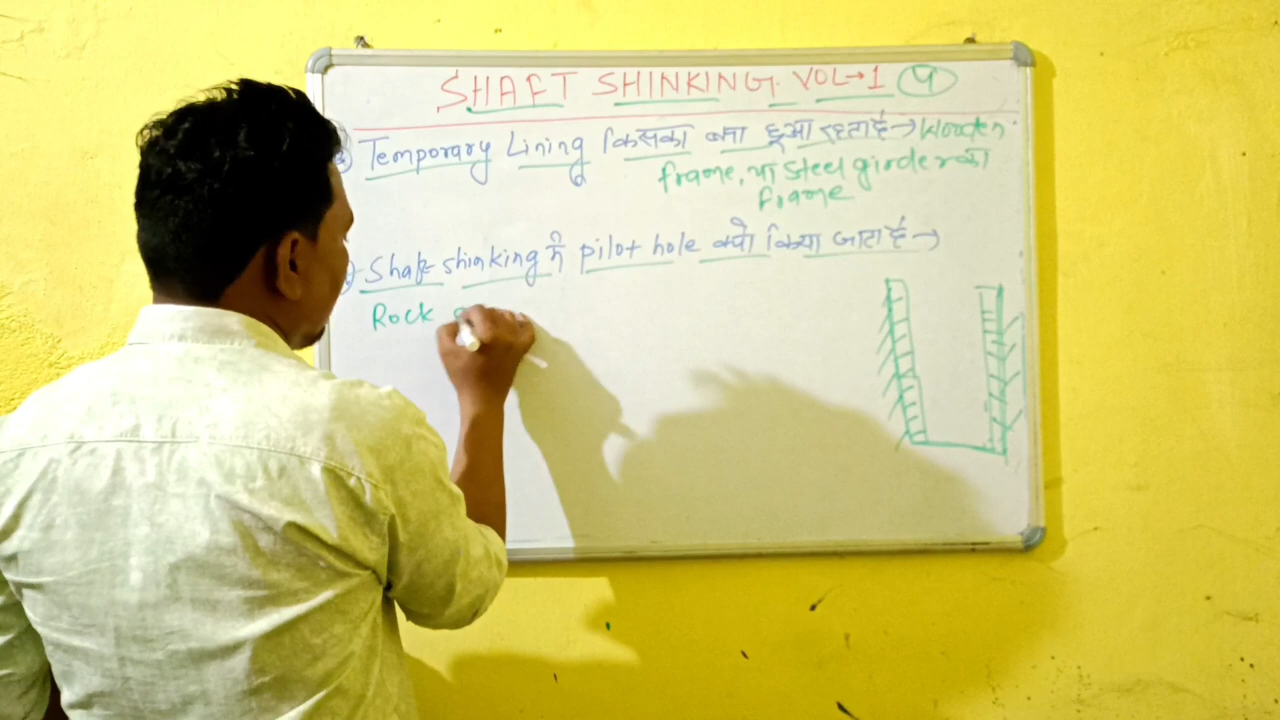 SHAFT SHINKING VOL→1 (५)
Temporary Lining किसका बना हुआ रहता है → Wooden
frame, या steel girder का
frame
Shaft shinking में pilot hole क्यों किया जाता है →
Rock